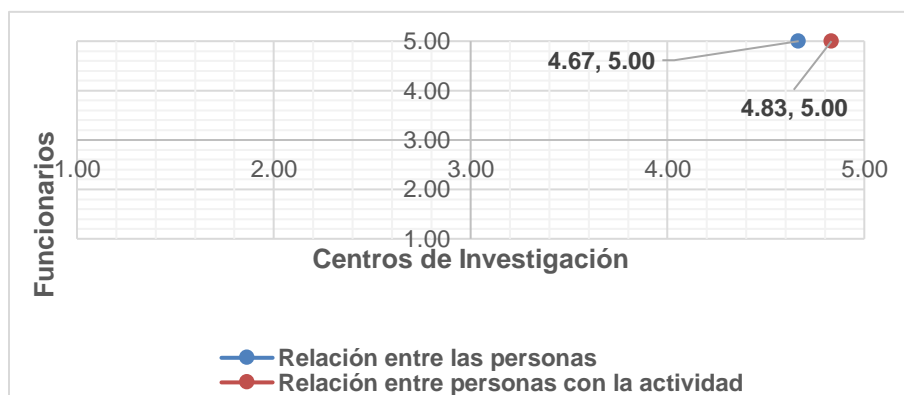 5.00
4.67, 5.00
4.00
4.83, 5.00
3.00
1.00 2.00 3.00 4.00 5.00
2.00
1.00
Funcionarios
Centros de Investigación
Relación entre las personas
Relación entre personas con la actividad